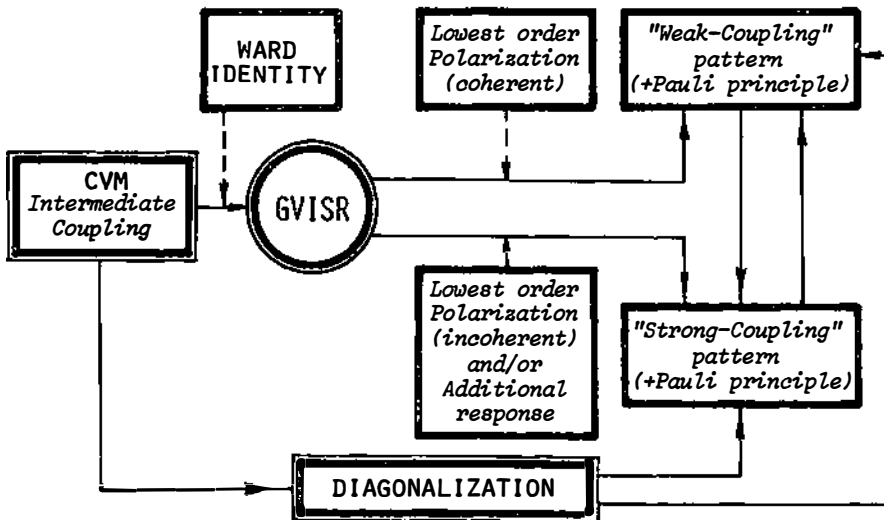 WARD
IDENTITY
Lowest order
Polarization
(coherent)
"Weak-Coupling"
pattern
(+Pauli principle)
CVM
Intermediate
Coupling
GVISR
Lowest order
Polarization
(incoherent)
and/or
Additional
response
"Strong-Coupling"
pattern
(+Pauli principle)
DIAGONALIZATION